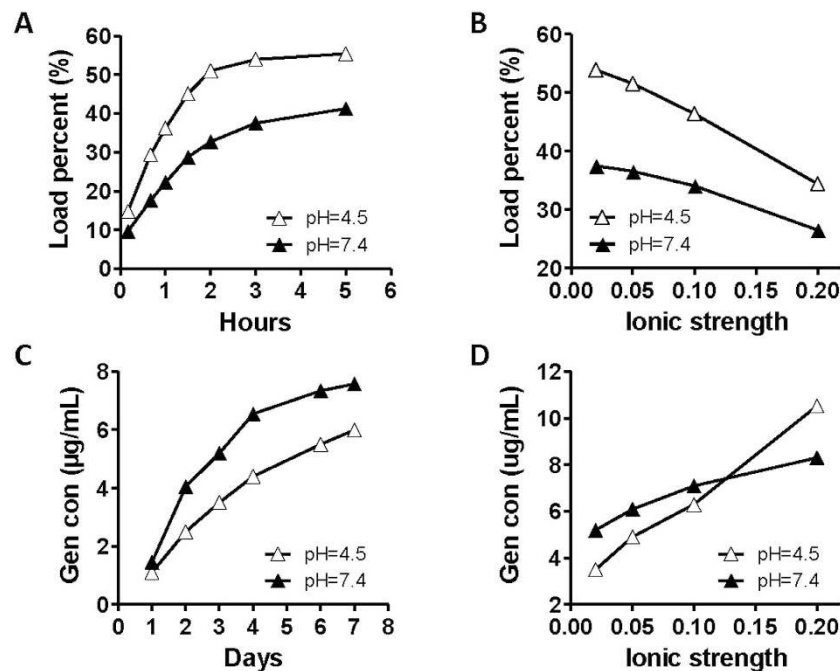 A
Load percent (%)
60
50
40
30
20
10
0
pH=4.5
pH=7.4
0 1 2 3 4 5 6
Hours
B
Load percent (%)
60
50
40
30
20
pH=4.5
pH=7.4
0.00 0.05 0.10 0.15 0.20
Ionic strength
C
Gen con (μg/mL)
8
6
4
2
0
pH=4.5
pH=7.4
0 1 2 3 4 5 6 7 8
Days
D
Gen con (ug/mL)
12
10
8
6
4
2
pH=4.5
pH=7.4
0.00 0.05 0.10 0.15 0.20
Ionic strength